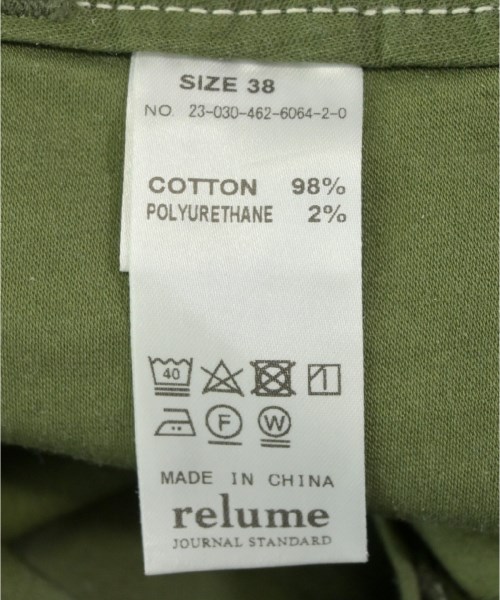 SIZE 38
NO. 23-030-462-6064-2-0
COTTON 98%
POLYURETHANE 2%
40
F W
MADE IN CHINA
relume
JOURNAL STANDARD